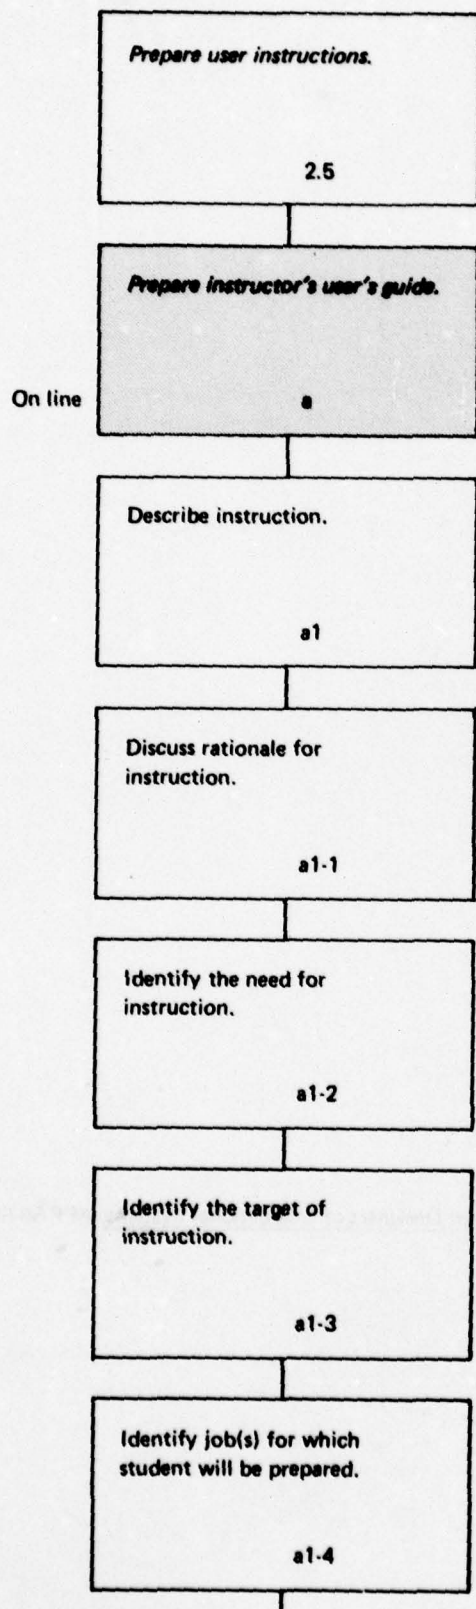 Prepare user instructions.
2.5
Prepare instructor's user's guide.
On line
a
Describe instruction.
a1
Discuss rationale for
instruction.
a1-1
Identify the need for
instruction.
a1-2
Identify the target of
instruction.
a1-3
Identify job(s) for which
student will be prepared.
a1-4